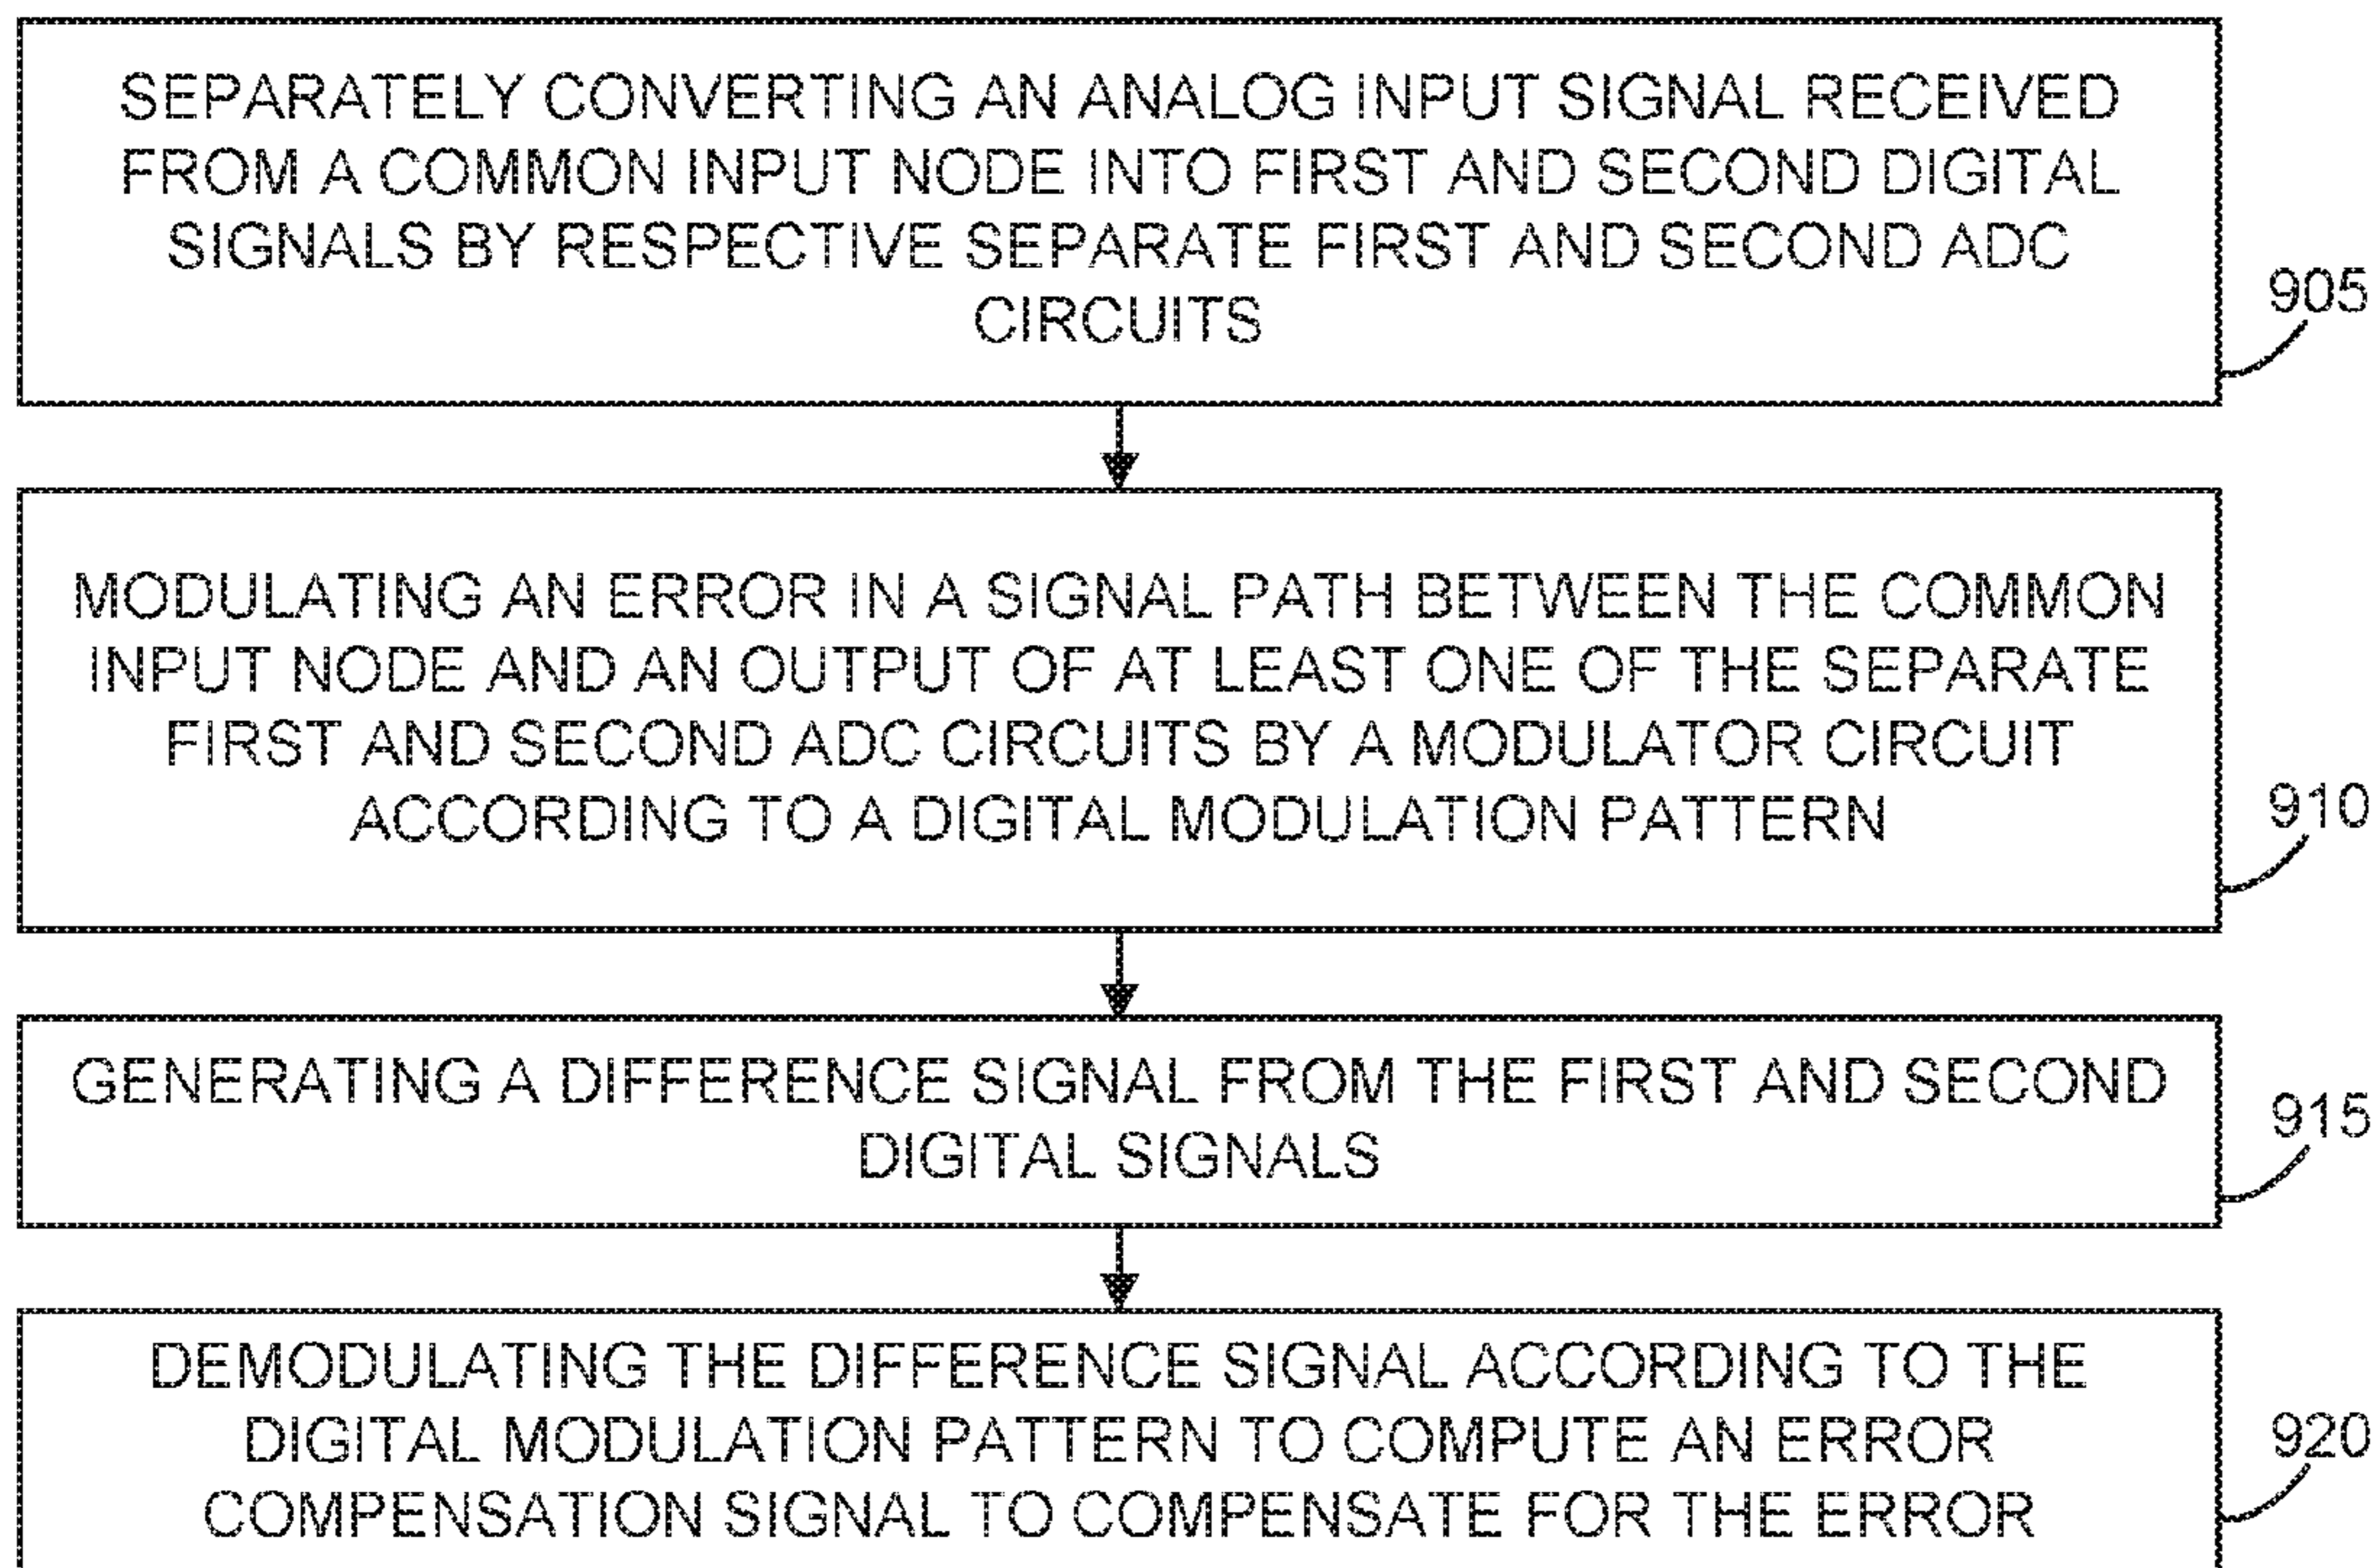 SEPARATELY CONVERTING AN ANALOG INPUT SIGNAL RECEIVED
FROM A COMMON INPUT NODE INTO FIRST AND SECOND DIGITAL
SIGNALS BY RESPECTIVE SEPARATE FIRST AND SECOND ADC
CIRCUITS
905
MODULATING AN ERROR IN A SIGNAL PATH BETWEEN THE COMMON
INPUT NODE AND AN OUTPUT OF AT LEAST ONE OF THE SEPARATE
FIRST AND SECOND ADC CIRCUITS BY A MODULATOR CIRCUIT
ACCORDING TO A DIGITAL MODULATION PATTERN
910
GENERATING A DIFFERENCE SIGNAL FROM THE FIRST AND SECOND
DIGITAL SIGNALS
915
DEMODULATING THE DIFFERENCE SIGNAL ACCORDING TO THE
DIGITAL MODULATION PATTERN TO COMPUTE AN ERROR
COMPENSATION SIGNAL TO COMPENSATE FOR THE ERROR
920